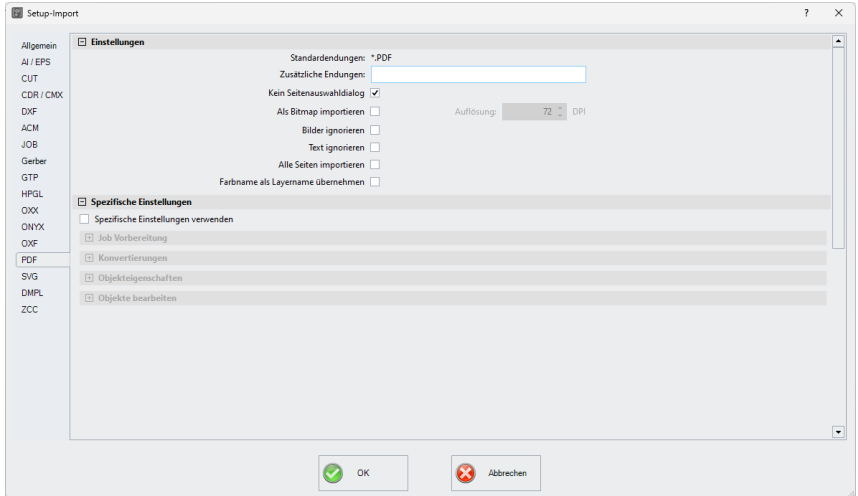 Setup-Import
?
X
Allgemein
AI / EPS
CUT
CDR / CMX
DXF
ACM
JOB
Gerber
GTP
HPGL
OXX
ONYX
OXF
PDF
SVG
DMPL
ZCC
Einstellungen
Standardendungen: *.PDF
Zusätzliche Endungen:
Kein Seitenauswahldialog
Als Bitmap importieren Auflösung: 72 DPI
Bilder ignorieren
Text ignorieren
Alle Seiten importieren
Farbname als Layername übernehmen
Spezifische Einstellungen
Spezifische Einstellungen verwenden
Job Vorbereitung
Konvertierungen
Objekteigenschaften
Objekte bearbeiten
OK
Abbrechen